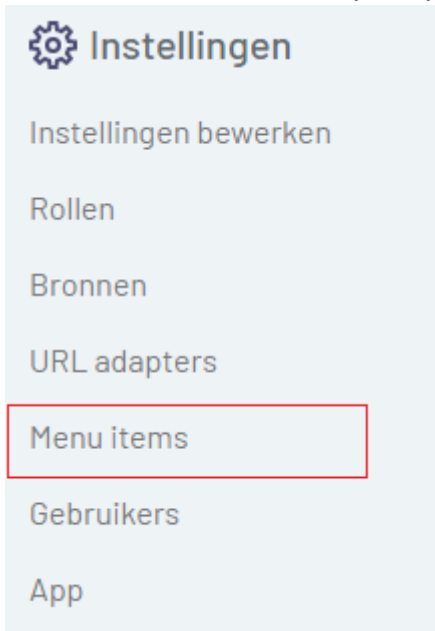 Instellingen
Instellingen bewerken
Rollen
Bronnen
URL adapters
Menu items
Gebruikers
App